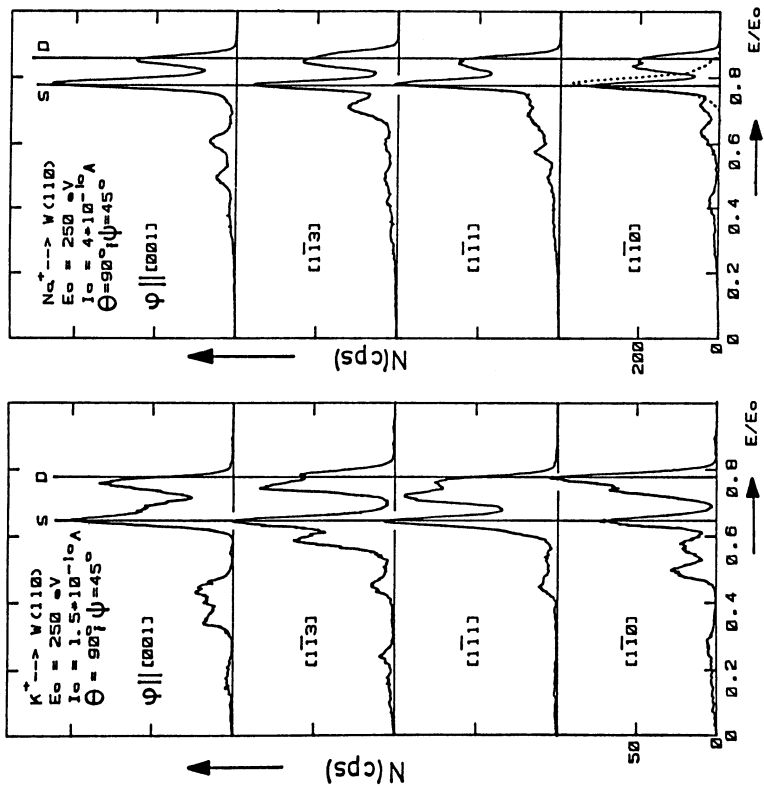 K⁺---> W(110)
E₀ = 250 eV
I₀ = 1.5*10⁻¹⁰A
Θ = 90°; ψ=45°
φ||[001]
S
D
[11̄3]
[11̄1]
[11̄0]
N(cps)
50
0
0
0.2
0.4
0.6
0.8
E/E₀
Na⁺---> W(110)
E₀ = 250 eV
I₀ = 4*10⁻¹⁰A
Θ=90°; ψ=45°
φ||[001]
S
D
[11̄3]
[11̄1]
[11̄0]
N(cps)
200
0
0
0.2
0.4
0.6
0.8
E/E₀